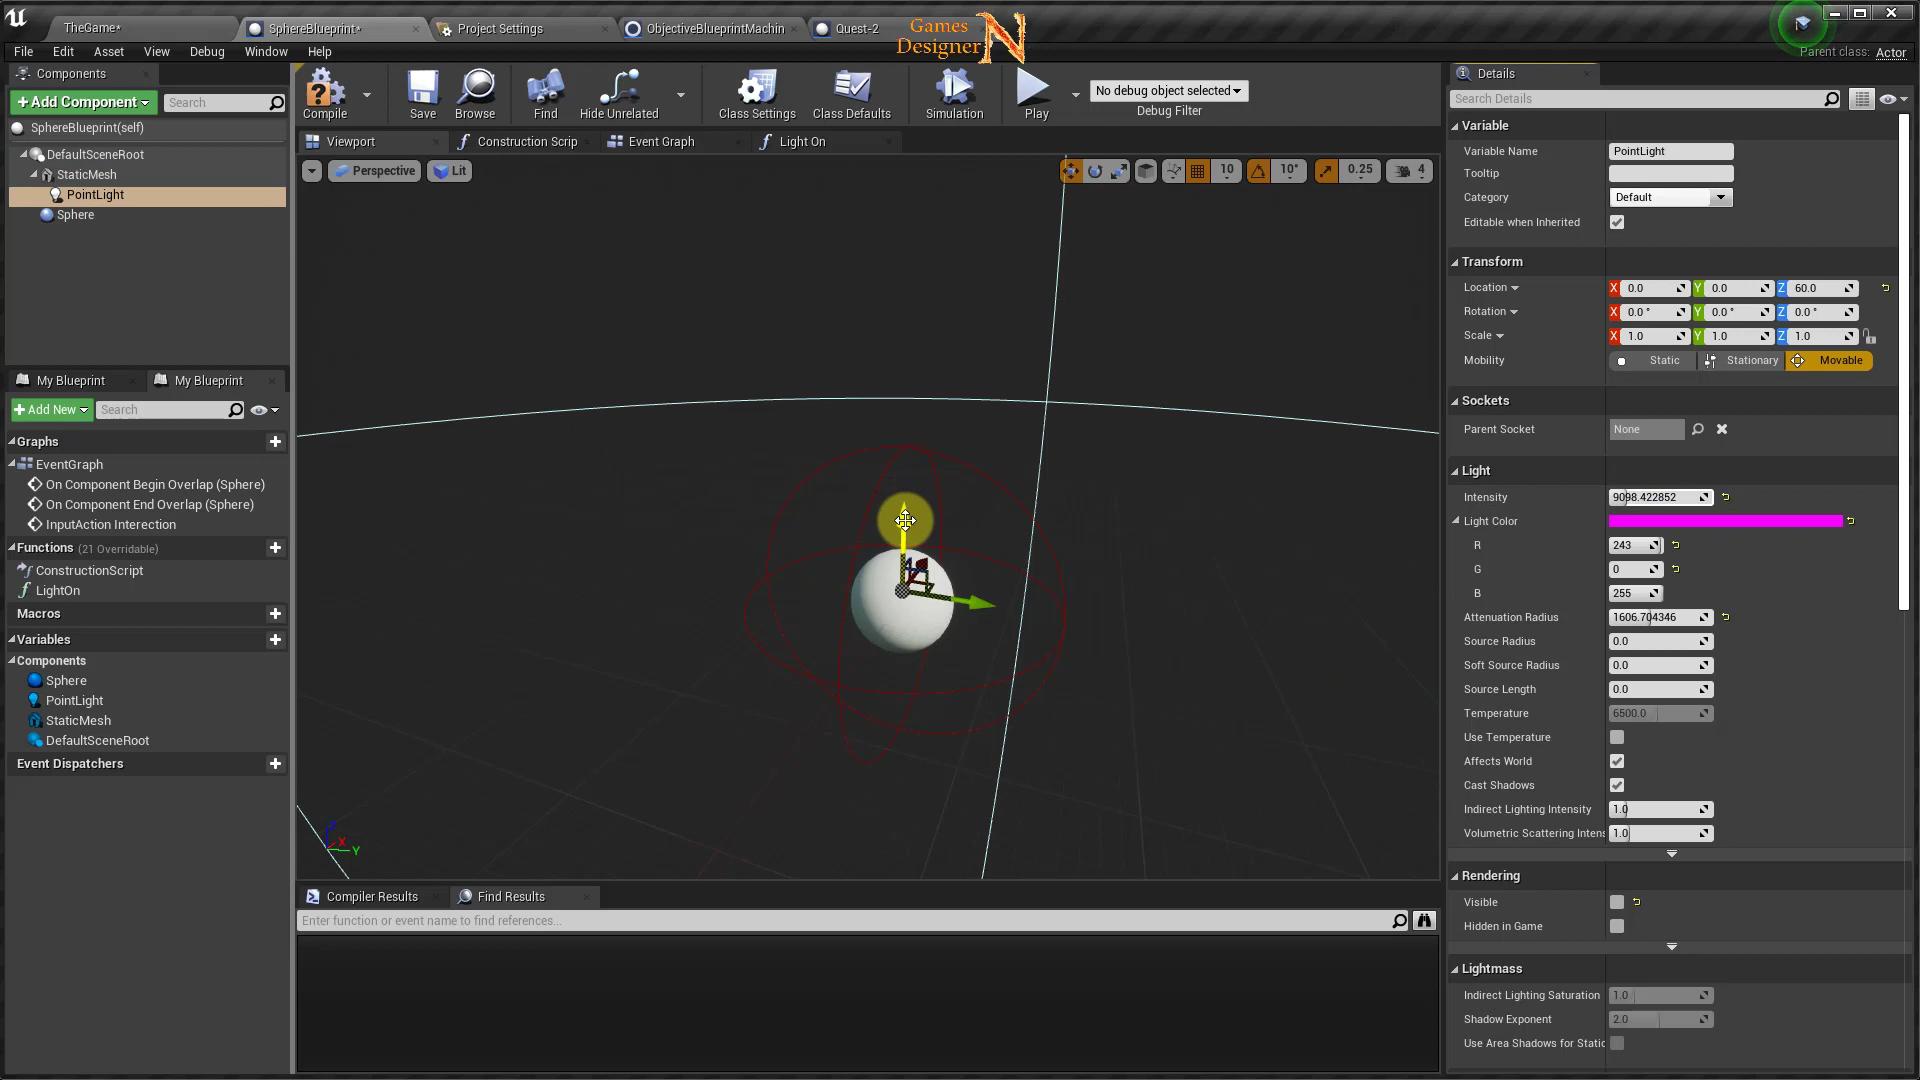 TheGame*
SphereBlueprint*
Project Settings
ObjectiveBlueprintMachin
Quest-2
Games
Designer
N
File
Edit
Asset
View
Debug
Window
Help
Parent class: Actor
Components
+Add Component
Search
SphereBlueprint(self)
DefaultSceneRoot
StaticMesh
PointLight
Sphere
Compile
Save
Browse
Find
Hide Unrelated
Class Settings
Class Defaults
Simulation
Play
No debug object selected
Debug Filter
Viewport
Construction Scrip
Event Graph
Light On
Perspective
Lit
10
10°
0.25
4
X
Y
Z
My Blueprint
My Blueprint
+Add New
Search
Graphs
EventGraph
On Component Begin Overlap (Sphere)
On Component End Overlap (Sphere)
InputAction Interection
Functions (21 Overridable)
ConstructionScript
LightOn
Macros
Variables
Components
Sphere
PointLight
StaticMesh
DefaultSceneRoot
Event Dispatchers
Compiler Results
Find Results
Enter function or event name to find references...
Details
Search Details
Variable
Variable Name PointLight
Tooltip
Category Default
Editable when Inherited
Transform
Location X 0.0 Y 0.0 Z 60.0
Rotation X 0.0 ° Y 0.0 ° Z 0.0 °
Scale X 1.0 Y 1.0 Z 1.0
Mobility Static Stationary Movable
Sockets
Parent Socket None
Light
Intensity 9098.422852
Light Color
R 243
G 0
B 255
Attenuation Radius 1606.704346
Source Radius 0.0
Soft Source Radius 0.0
Source Length 0.0
Temperature 6500.0
Use Temperature
Affects World
Cast Shadows
Indirect Lighting Intensity 1.0
Volumetric Scattering Intens 1.0
Rendering
Visible
Hidden in Game
Lightmass
Indirect Lighting Saturation 1.0
Shadow Exponent 2.0
Use Area Shadows for Static